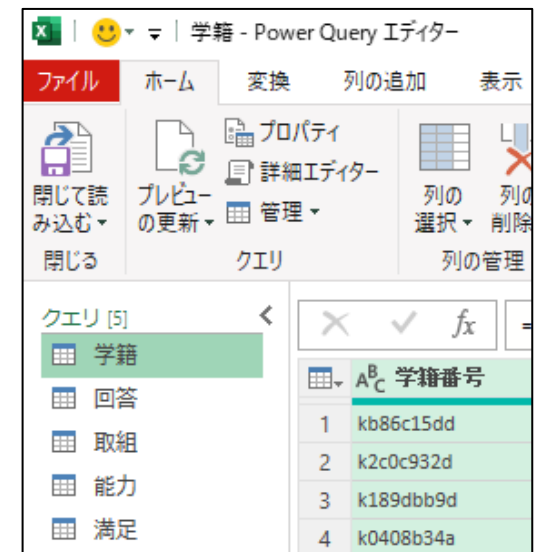 学籍 - Power Query エディター
ファイル ホーム 変換 列の追加 表示
閉じて読み込む
プレビューの更新
プロパティ
詳細エディター
管理
列の選択
列の削除
閉じる クエリ 列の管理
クエリ [5]
学籍
回答
取組
能力
満足
fx =
ABC 学籍番号
1 kb86c15dd
2 k2c0c932d
3 k189dbb9d
4 k0408b34a